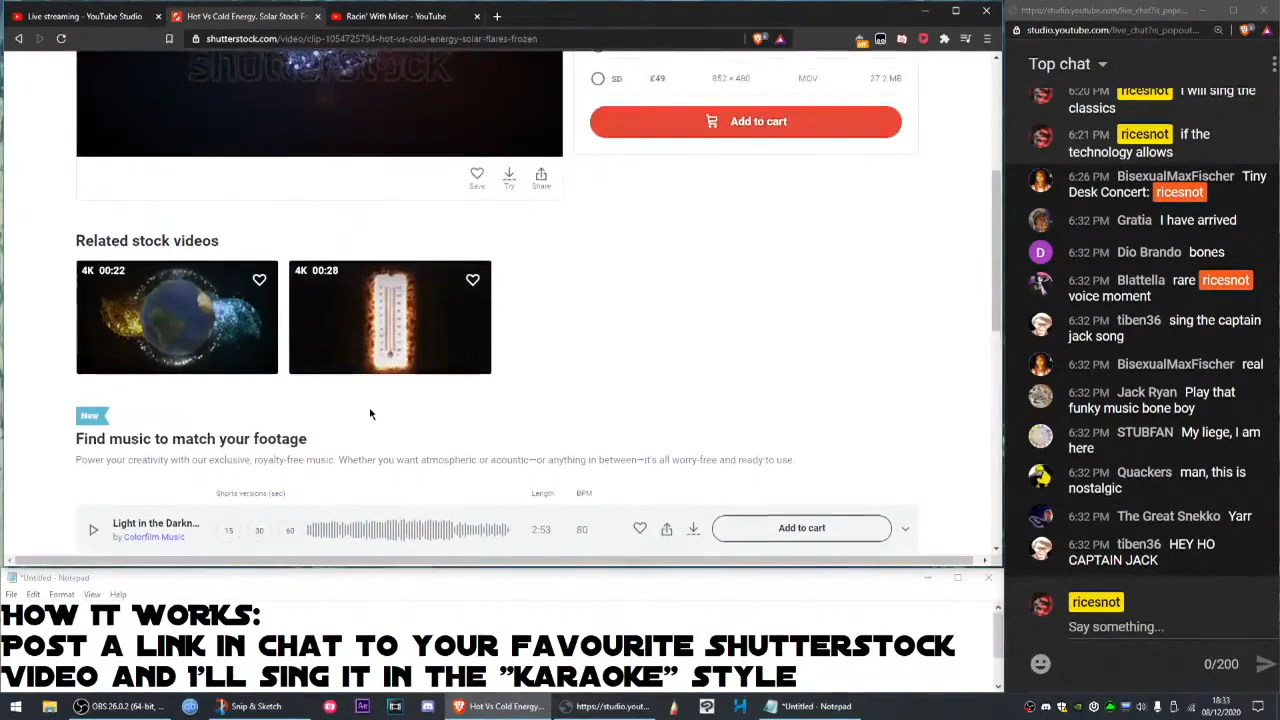 Live streaming - YouTube Studio
Hot Vs Cold Energy. Solar Stock Fr
Racin' With Miser - YouTube
https://studio.youtube.com/live_chat?is_popo...
shutterstock.com/video/clip-1054725794-hot-vs-cold-energy-solar-flares-frozen
studio.youtube.com/live_chat?is_popout...
shutterstock
SD £49 852 × 480 MOV 27.2 MB
Add to cart
Save Try Share
Related stock videos
4K 00:22
4K 00:28
New
Find music to match your footage
Power your creativity with our exclusive, royalty-free music. Whether you want atmospheric or acoustic—or anything in between—it's all worry-free and ready to use.
Shorts versions (sec) Length BPM
Light in the Darkn...
by Colorfilm Music
15 30 60 2:53 80 Add to cart
Top chat
6:20 PM ricesnot I will sing the
classics
6:21 PM ricesnot if the
technology allows
6:26 PM BisexualMaxFischer Tiny
Desk Concert: ricesnot
6:32 PM Gratia I have arrived
D 6:32 PM Dio Brando bones
6:32 PM Blattella rare ricesnot
voice moment
6:32 PM tiben36 sing the captain
jack song
6:32 PM BisexualMaxFischer real
6:32 PM Jack Ryan Play that
funky music bone boy
6:32 PM STUBFAN My liege, I am
here
6:32 PM Quackers man, this is
nostalgic
6:32 PM The Great Snekko Yarr
6:32 PM tiben36 HEY HO
CAPTAIN JACK
ricesnot
Say something...
0/200
*Untitled - Notepad
File Edit Format View Help
HOW IT WORKS:
POST A LINK IN CHAT TO YOUR FAVOURITE SHUTTERSTOCK
VIDEO AND I'LL SING IT IN THE "KARAOKE" STYLE
OBS 26.0.2 (64-bit, ...
Snip & Sketch
Hot Vs Cold Energy...
https://studio.yout...
*Untitled - Notepad
18:33
08/12/2020